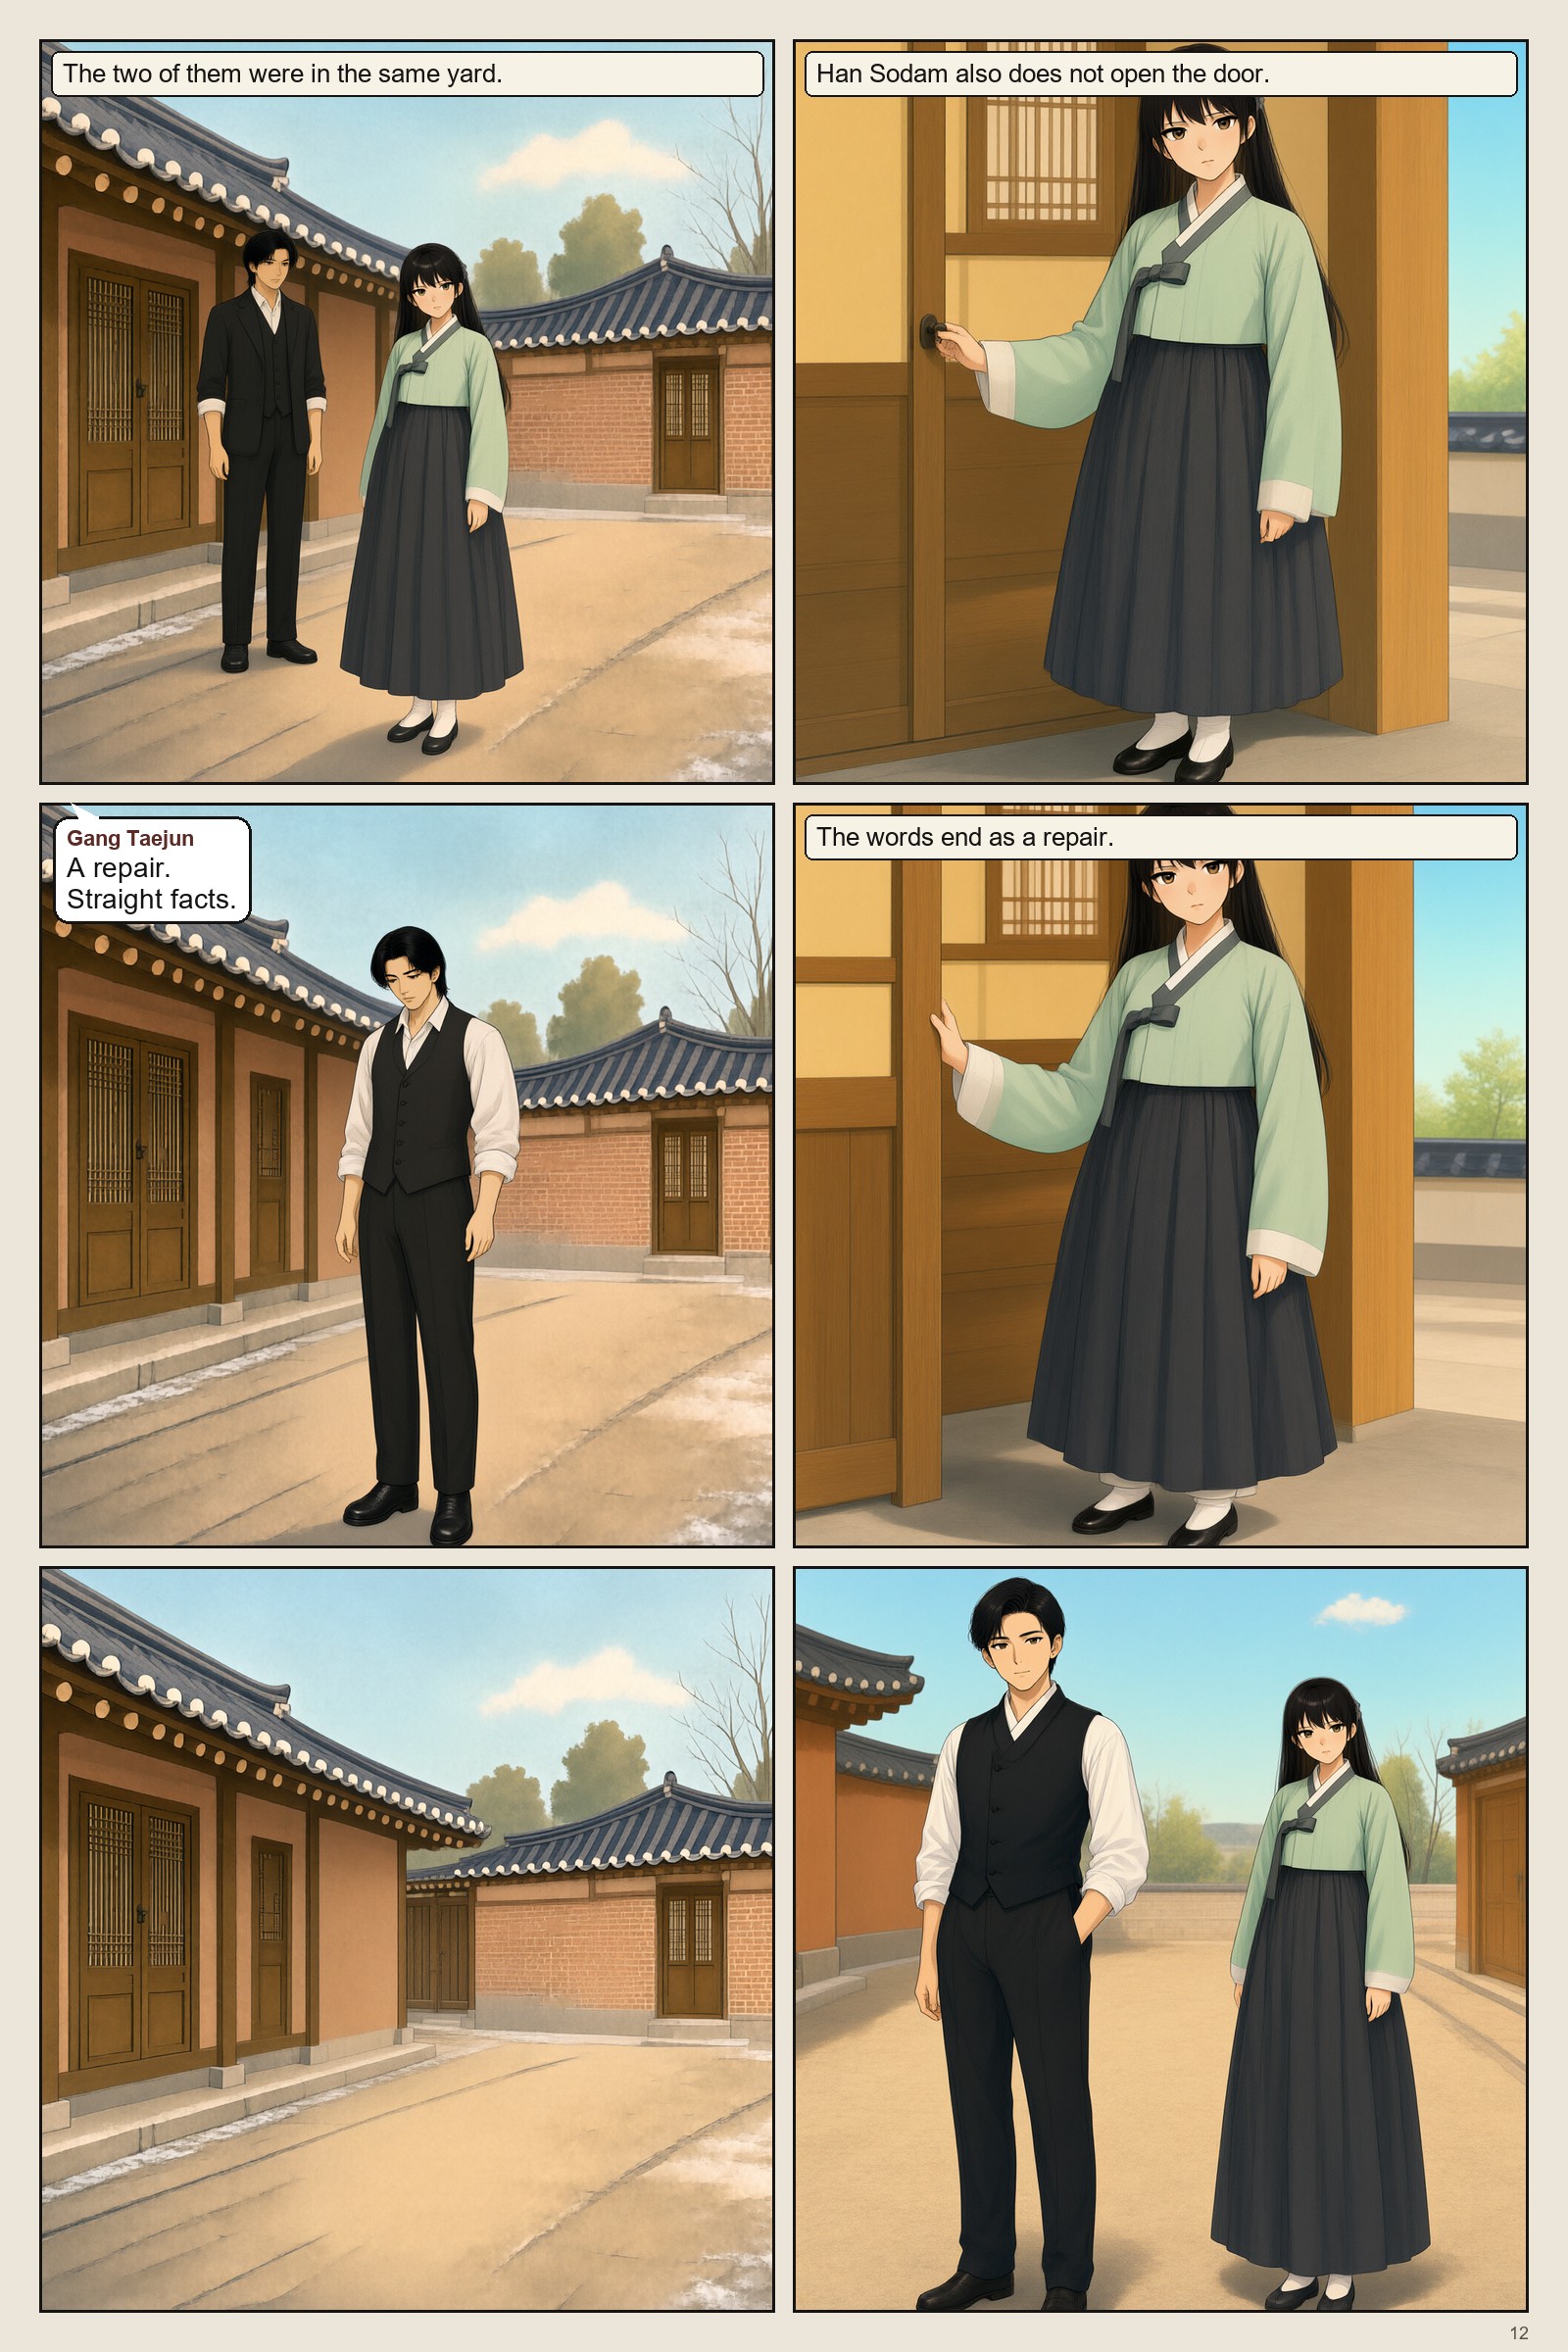 The two of them were in the same yard.
Han Sodam also does not open the door.
Gang Taejun
A repair.
Straight facts.
The words end as a repair.
12